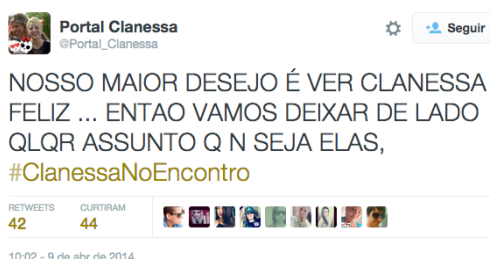 Portal Clanessa
@Portal_Clanessa
Seguir
NOSSO MAIOR DESEJO É VER CLANESSA
FELIZ ... ENTAO VAMOS DEIXAR DE LADO
QLQR ASSUNTO Q N SEJA ELAS,
#ClanessaNoEncontro
RETWEETS CURTIRAM
42 44
10:02 - 9 de abr de 2014